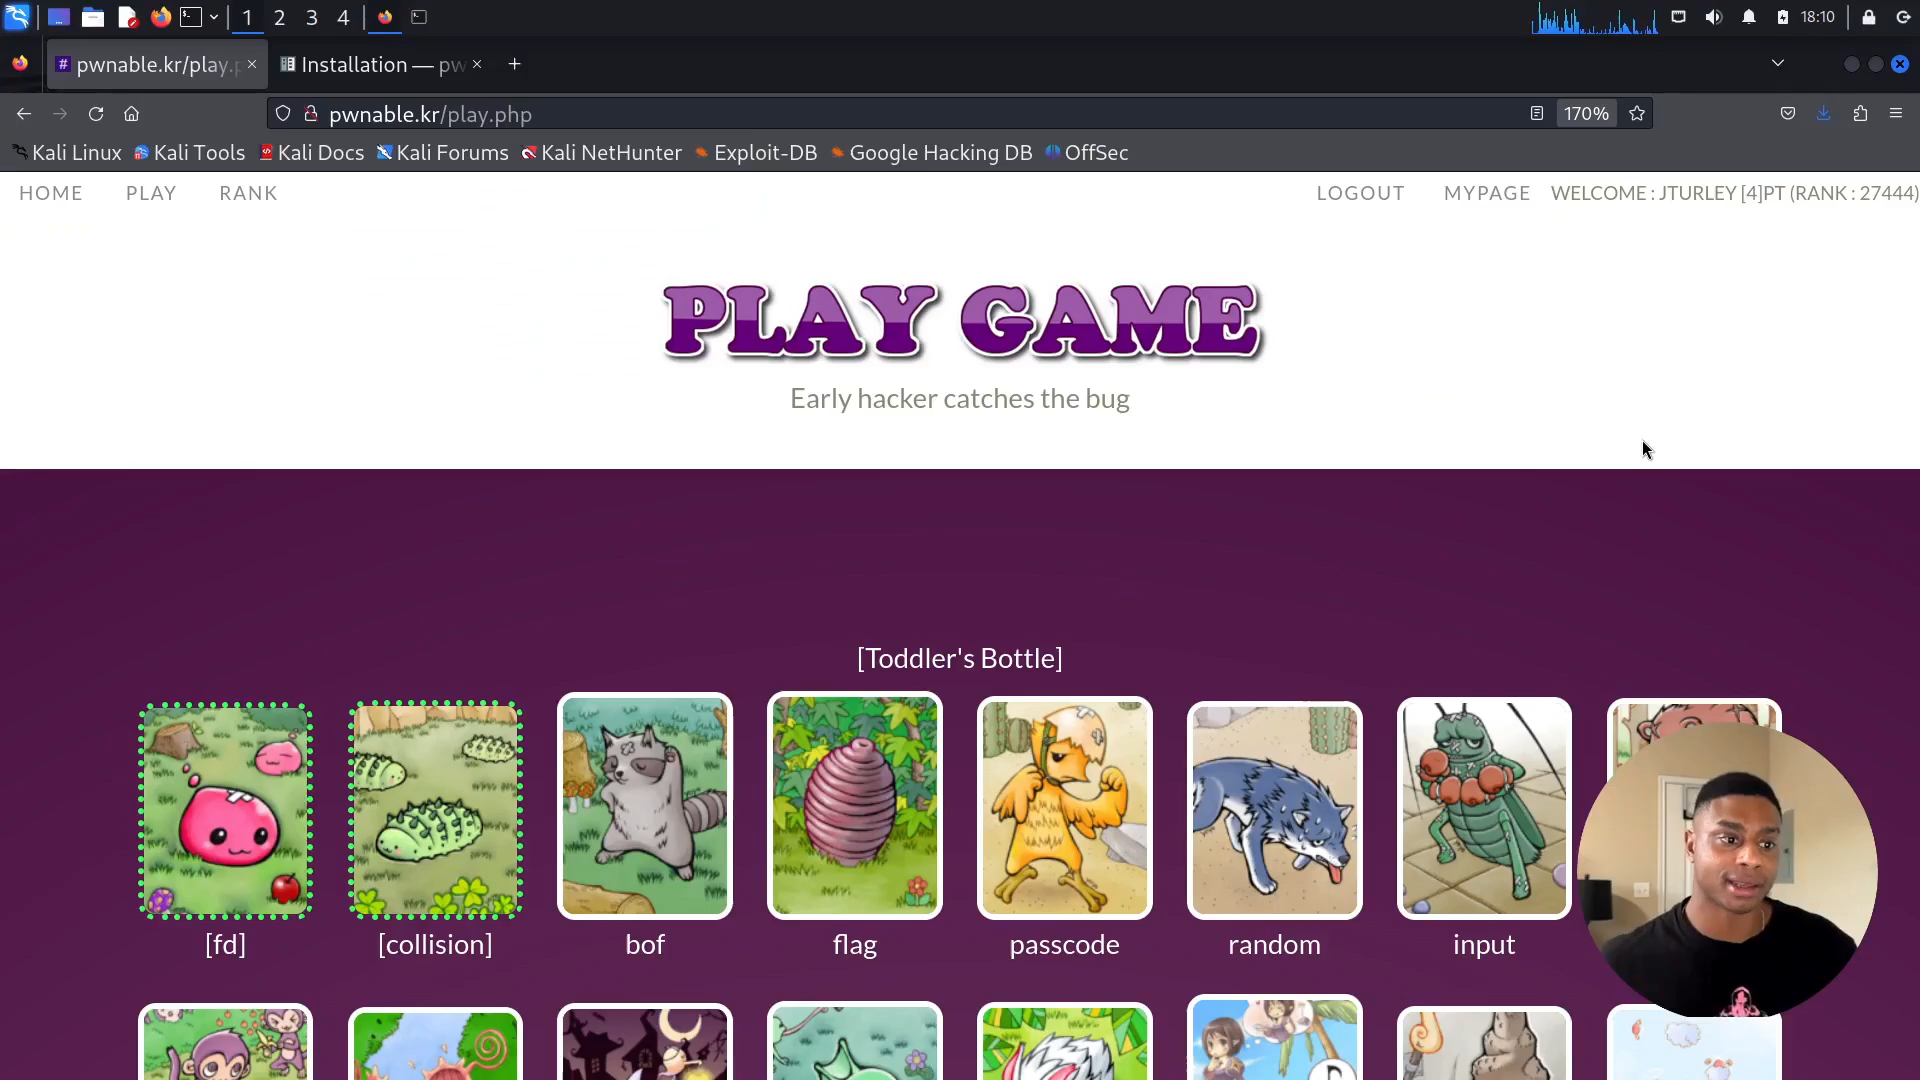 1 2 3 4 18:10
pwnable.kr/play.p Installation — pw
pwnable.kr/play.php 170%
Kali Linux Kali Tools Kali Docs Kali Forums Kali NetHunter Exploit-DB Google Hacking DB OffSec
HOME PLAY RANK LOGOUT MYPAGE WELCOME : JTURLEY [4]PT (RANK : 27444)
PLAY GAME
Early hacker catches the bug
[Toddler's Bottle]
[fd] [collision] bof flag passcode random input